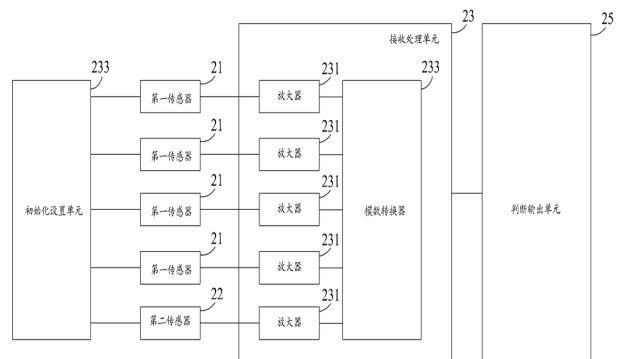 23
25
接收处理单元
233
21
231
233
第一传感器
放大器
21
231
第一传感器
放大器
21
231
初始化设置单元
第一传感器
放大器
模数转换器
判断输出单元
21
231
第一传感器
放大器
22
231
第二传感器
放大器